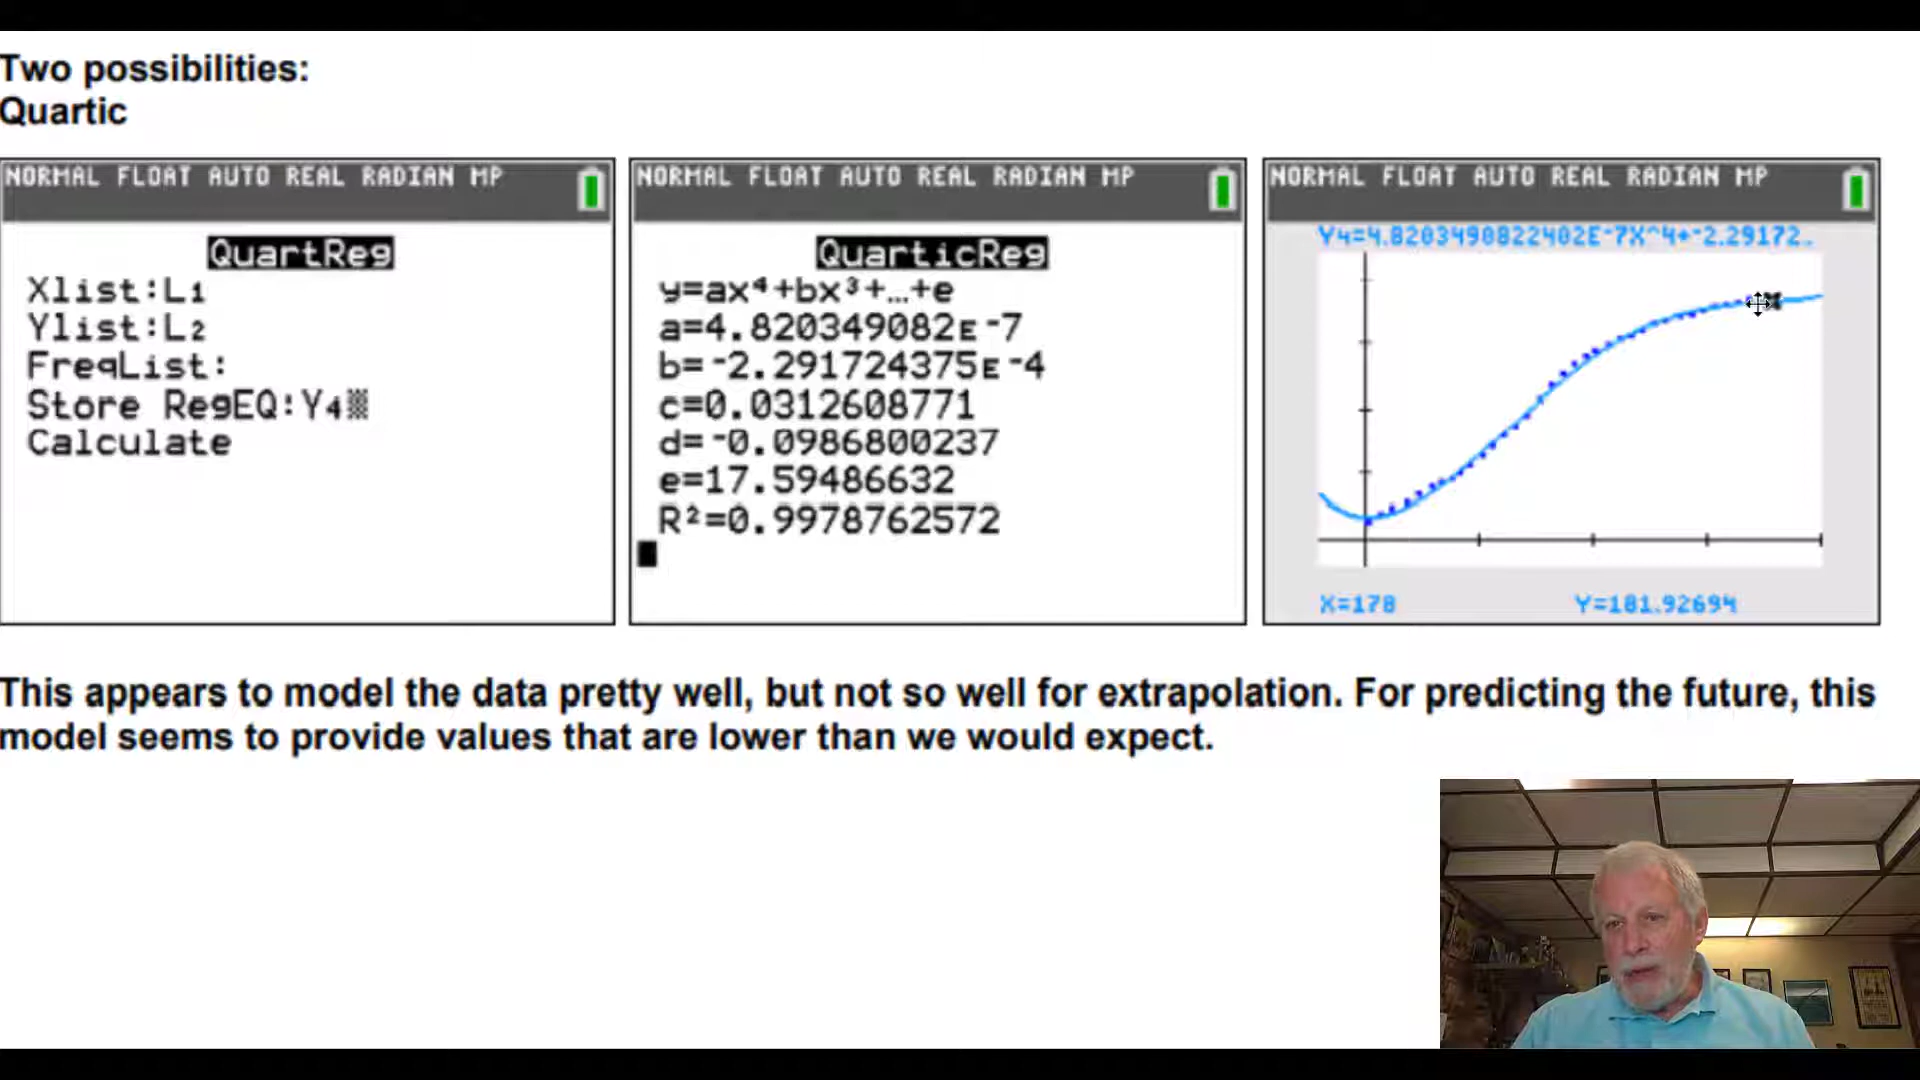 Two possibilities:
Quartic
NORMAL FLOAT AUTO REAL RADIAN MP
QuartReg
Xlist:L1
Ylist:L2
FreqList:
Store RegEQ:Y4
Calculate
NORMAL FLOAT AUTO REAL RADIAN MP
QuarticReg
y=ax⁴+bx³+…+e
a=4.820349082ᴇ⁻7
b=⁻2.291724375ᴇ⁻4
c=0.0312608771
d=⁻0.0986800237
e=17.59486632
R²=0.9978762572
NORMAL FLOAT AUTO REAL RADIAN MP
Y4=4.8203490822402ᴇ⁻7X^4+⁻2.29172.
X=178
Y=181.92694
This appears to model the data pretty well, but not so well for extrapolation. For predicting the future, this
model seems to provide values that are lower than we would expect.